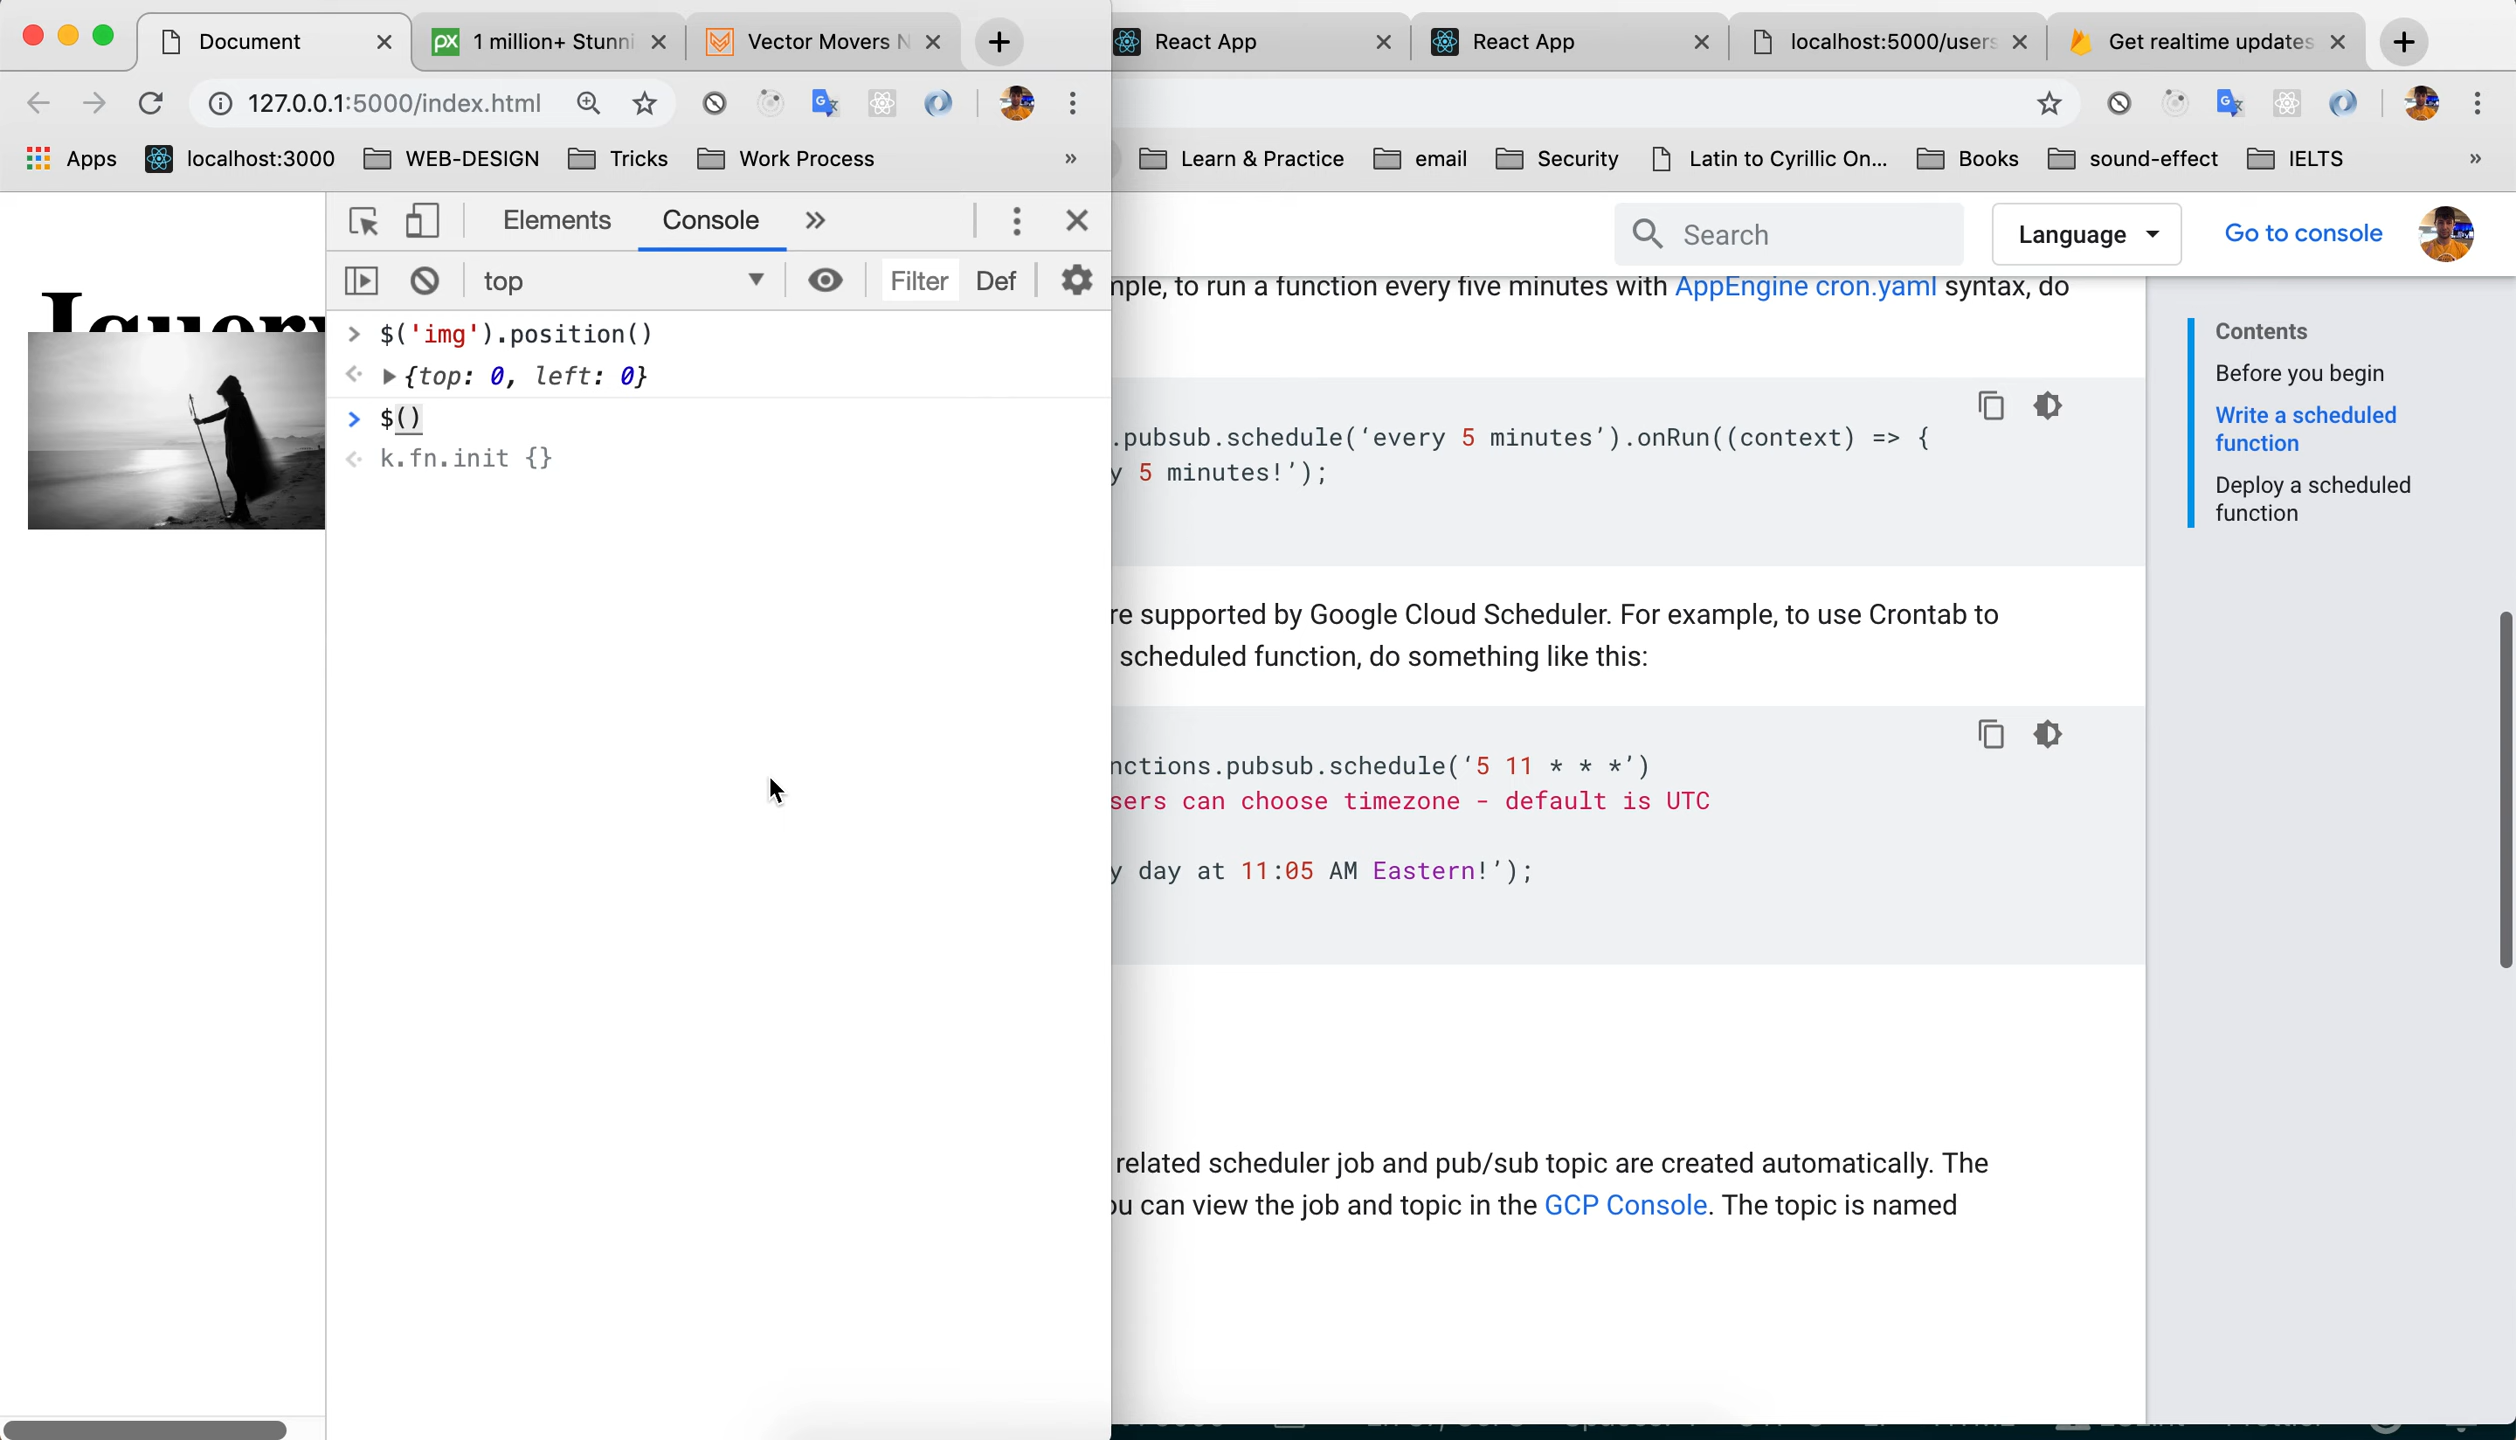 Document
1 million+ Stunni
Vector Movers N
React App
React App
localhost:5000/users
Get realtime updates
127.0.0.1:5000/index.html
Apps
localhost:3000
WEB-DESIGN
Tricks
Work Process
»
Learn & Practice
email
Security
Latin to Cyrillic On...
Books
sound-effect
IELTS
»
Jquery
Elements
Console
top
Filter
Def
> $('img').position()
{top: 0, left: 0}
> $()
k.fn.init {}
Search
Language
Go to console
mple, to run a function every five minutes with AppEngine cron.yaml syntax, do
.pubsub.schedule(‘every 5 minutes’).onRun((context) => {
y 5 minutes!’);
re supported by Google Cloud Scheduler. For example, to use Crontab to
scheduled function, do something like this:
nctions.pubsub.schedule(‘5 11 * * *’)
sers can choose timezone - default is UTC
y day at 11:05 AM Eastern!’);
related scheduler job and pub/sub topic are created automatically. The
ou can view the job and topic in the GCP Console. The topic is named
Contents
Before you begin
Write a scheduled
function
Deploy a scheduled
function